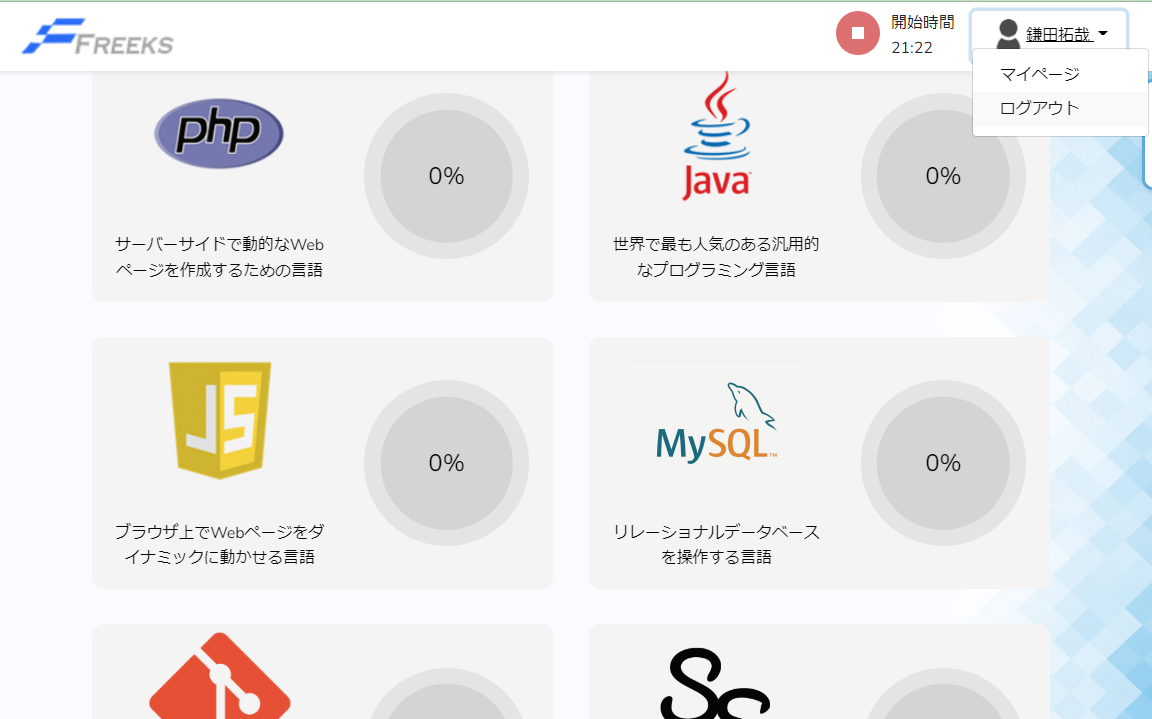 FREEKS
開始時間
21:22
鎌田拓哉
マイページ
ログアウト
php
0%
サーバーサイドで動的なWeb
ページを作成するための言語
Java
0%
世界で最も人気のある汎用的
なプログラミング言語
JS
0%
ブラウザ上でWebページをダ
イナミックに動かせる言語
MySQL™
0%
リレーショナルデータベース
を操作する言語